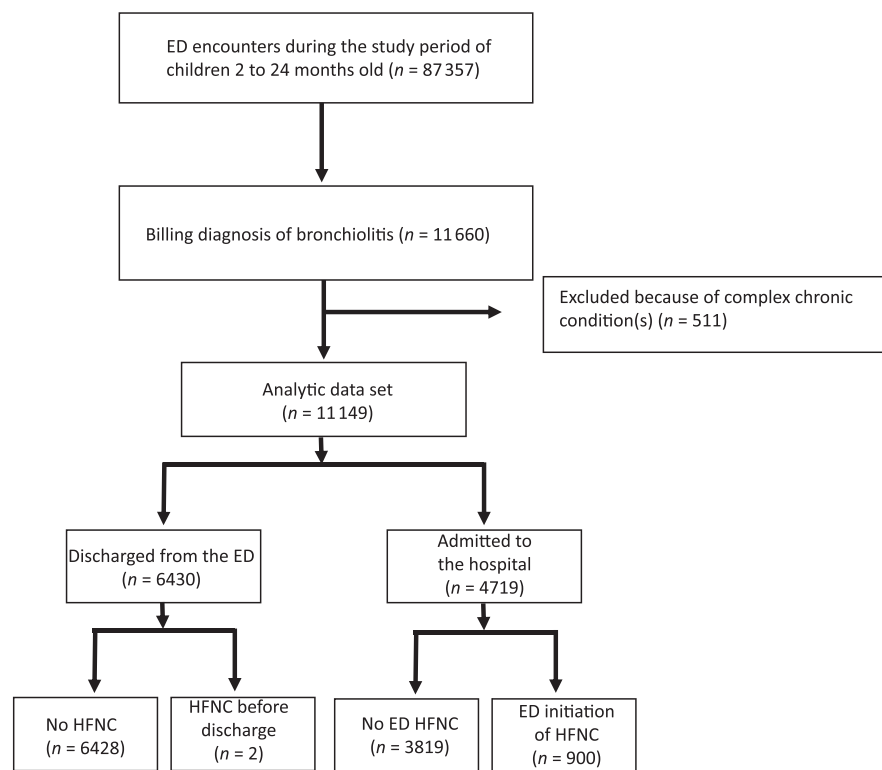 ED encounters during the study period of
children 2 to 24 months old (n = 87 357)
Billing diagnosis of bronchiolitis (n = 11 660)
Excluded because of complex chronic
condition(s) (n = 511)
Analytic data set
(n = 11 149)
Discharged from the ED
(n = 6430)
Admitted to
the hospital
(n = 4719)
No HFNC
(n = 6428)
HFNC before
discharge
(n = 2)
No ED HFNC
(n = 3819)
ED initiation
of HFNC
(n = 900)